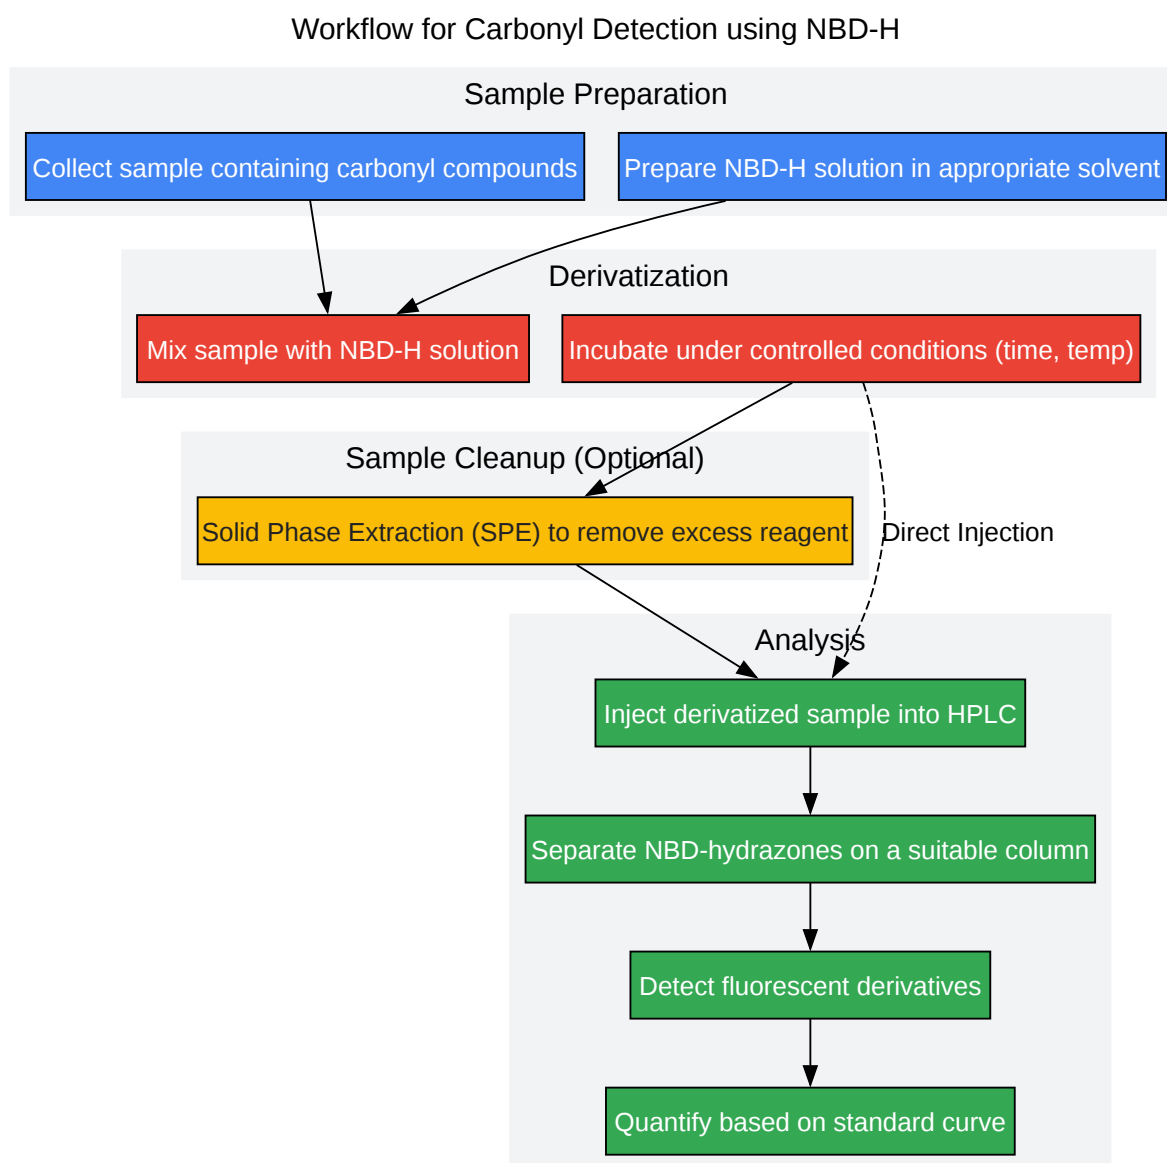 Workflow for Carbonyl Detection using NBD-H
Sample Preparation
Collect sample containing carbonyl compounds
Prepare NBD-H solution in appropriate solvent
Derivatization
Mix sample with NBD-H solution
Incubate under controlled conditions (time, temp)
Sample Cleanup (Optional)
Solid Phase Extraction (SPE) to remove excess reagent
Direct Injection
Analysis
Inject derivatized sample into HPLC
Separate NBD-hydrazones on a suitable column
Detect fluorescent derivatives
Quantify based on standard curve